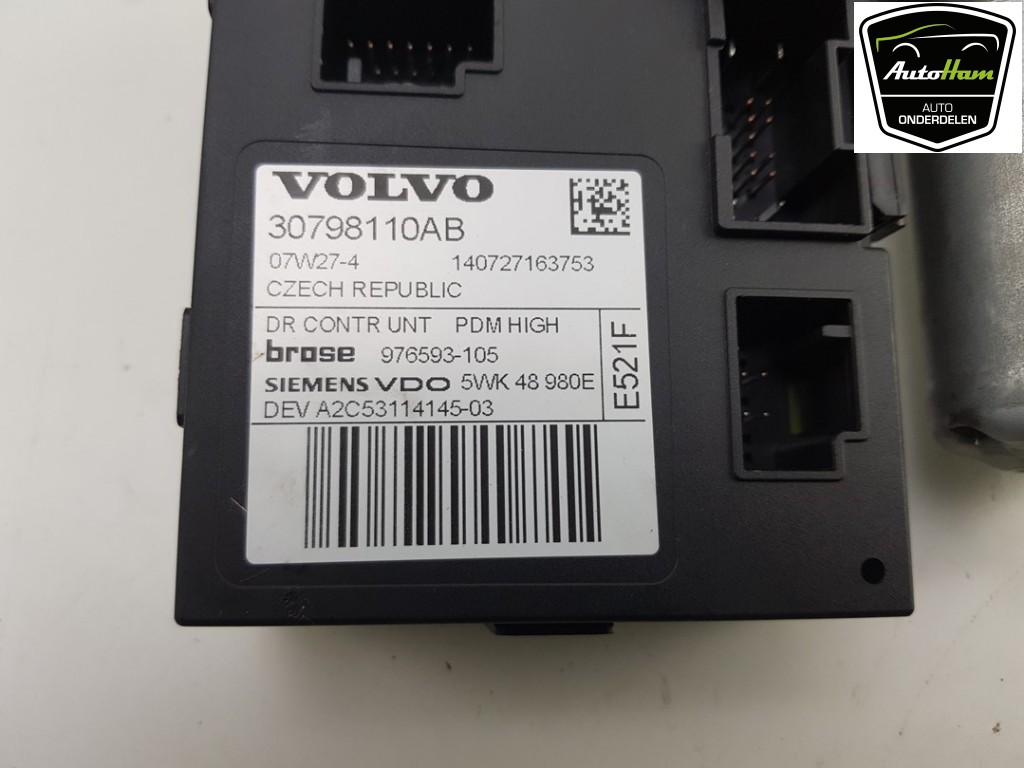 VOLVO
30798110AB
07W27-4 140727163753
CZECH REPUBLIC
DR CONTR UNT PDM HIGH
brose 976593-105
SIEMENS VDO 5WK 48 980E
DEV A2C53114145-03
E521F
AutoHam
AUTO
ONDERDELEN